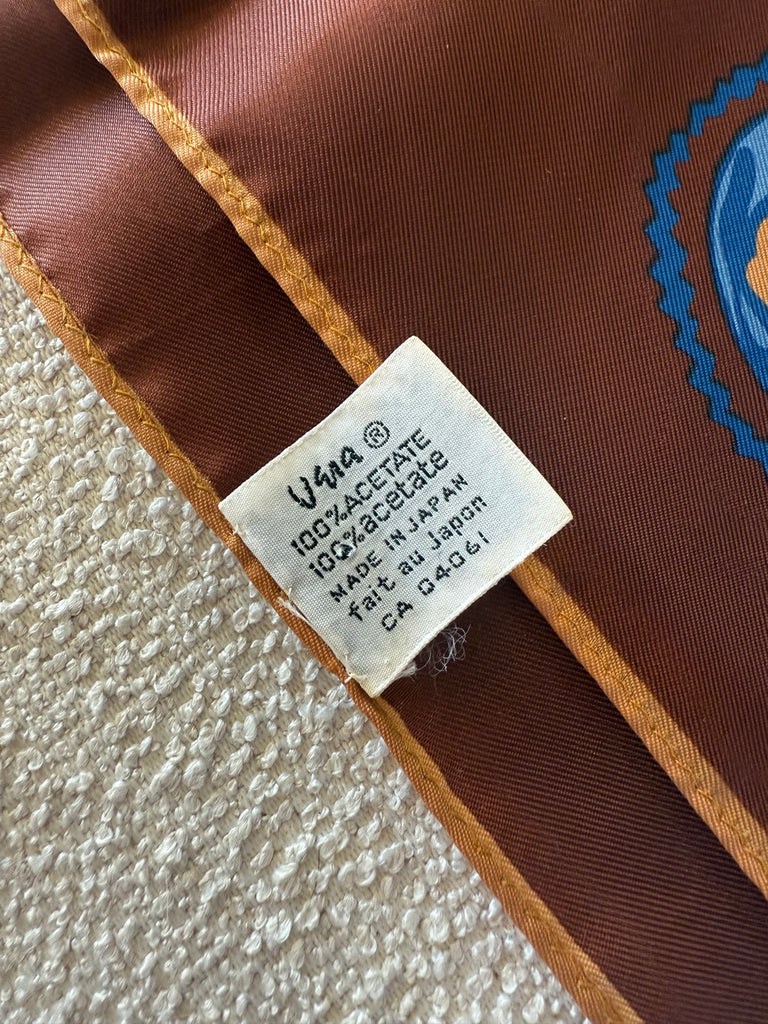 Vera ®
100% ACETATE
100% acetate
MADE IN JAPAN
fait au Japon
CA 04061